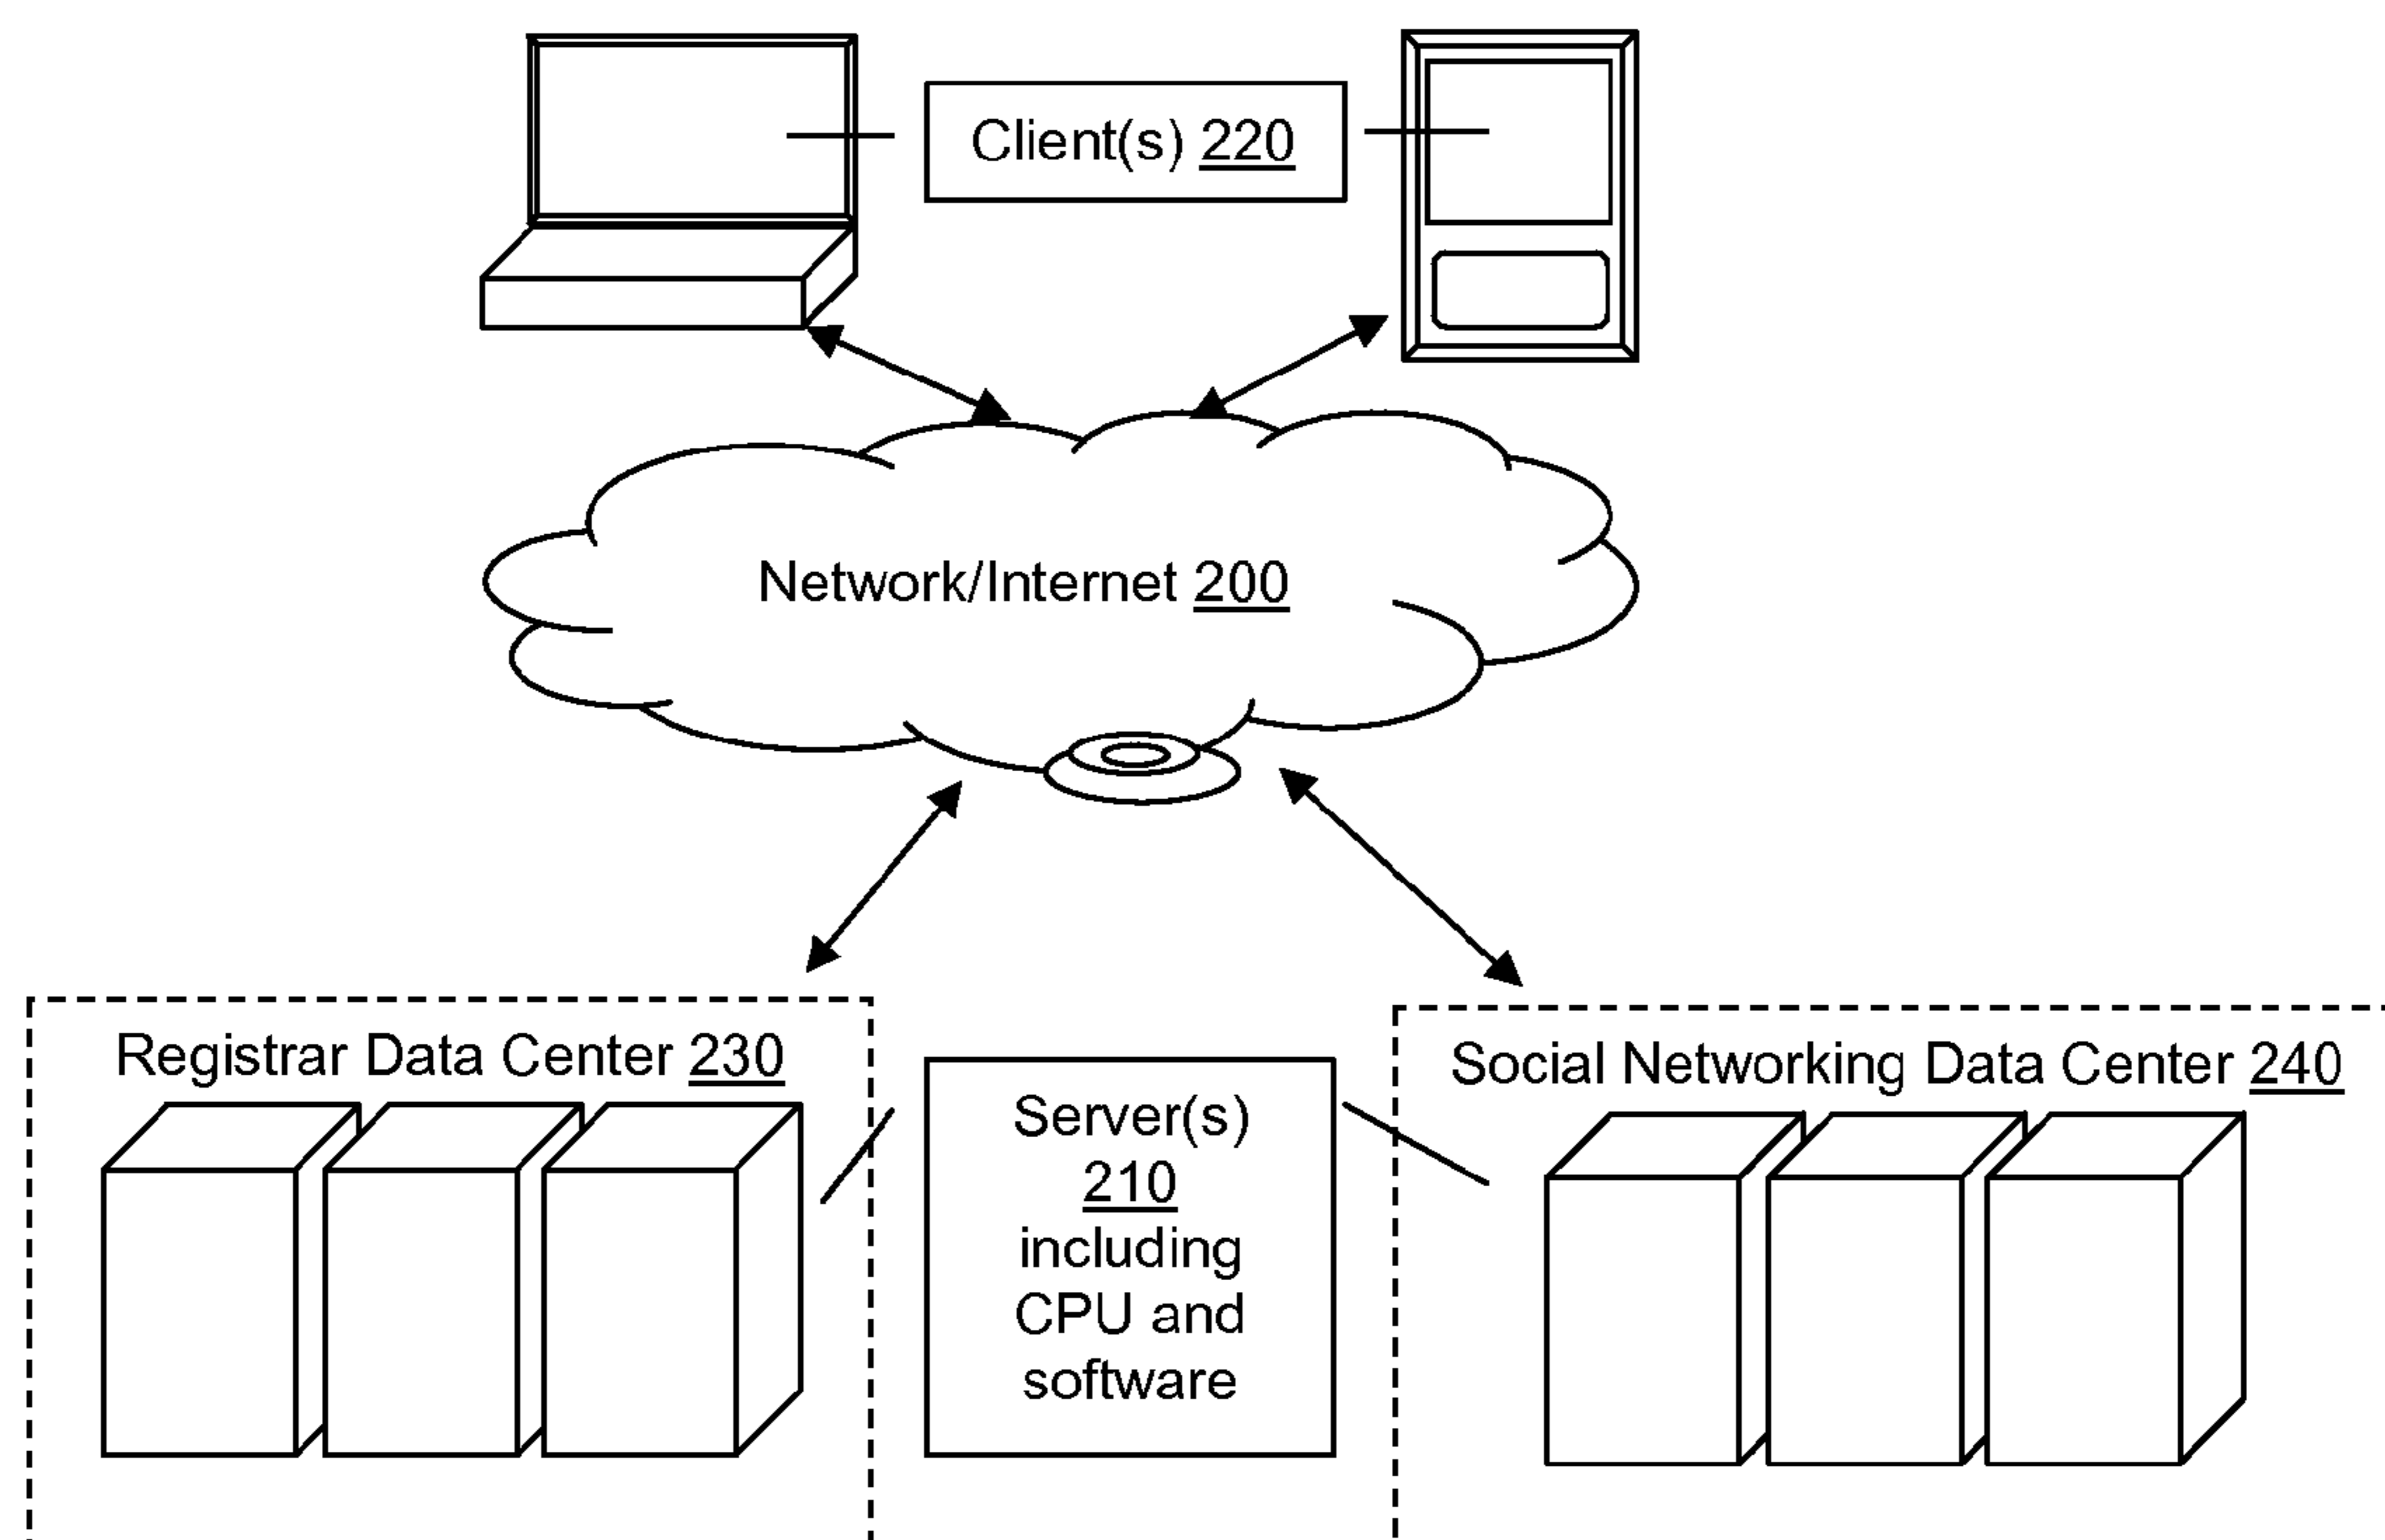 Client(s) 220
Network/Internet 200
Registrar Data Center 230
Social Networking Data Center 240
Server(s)
210
including
CPU and
software